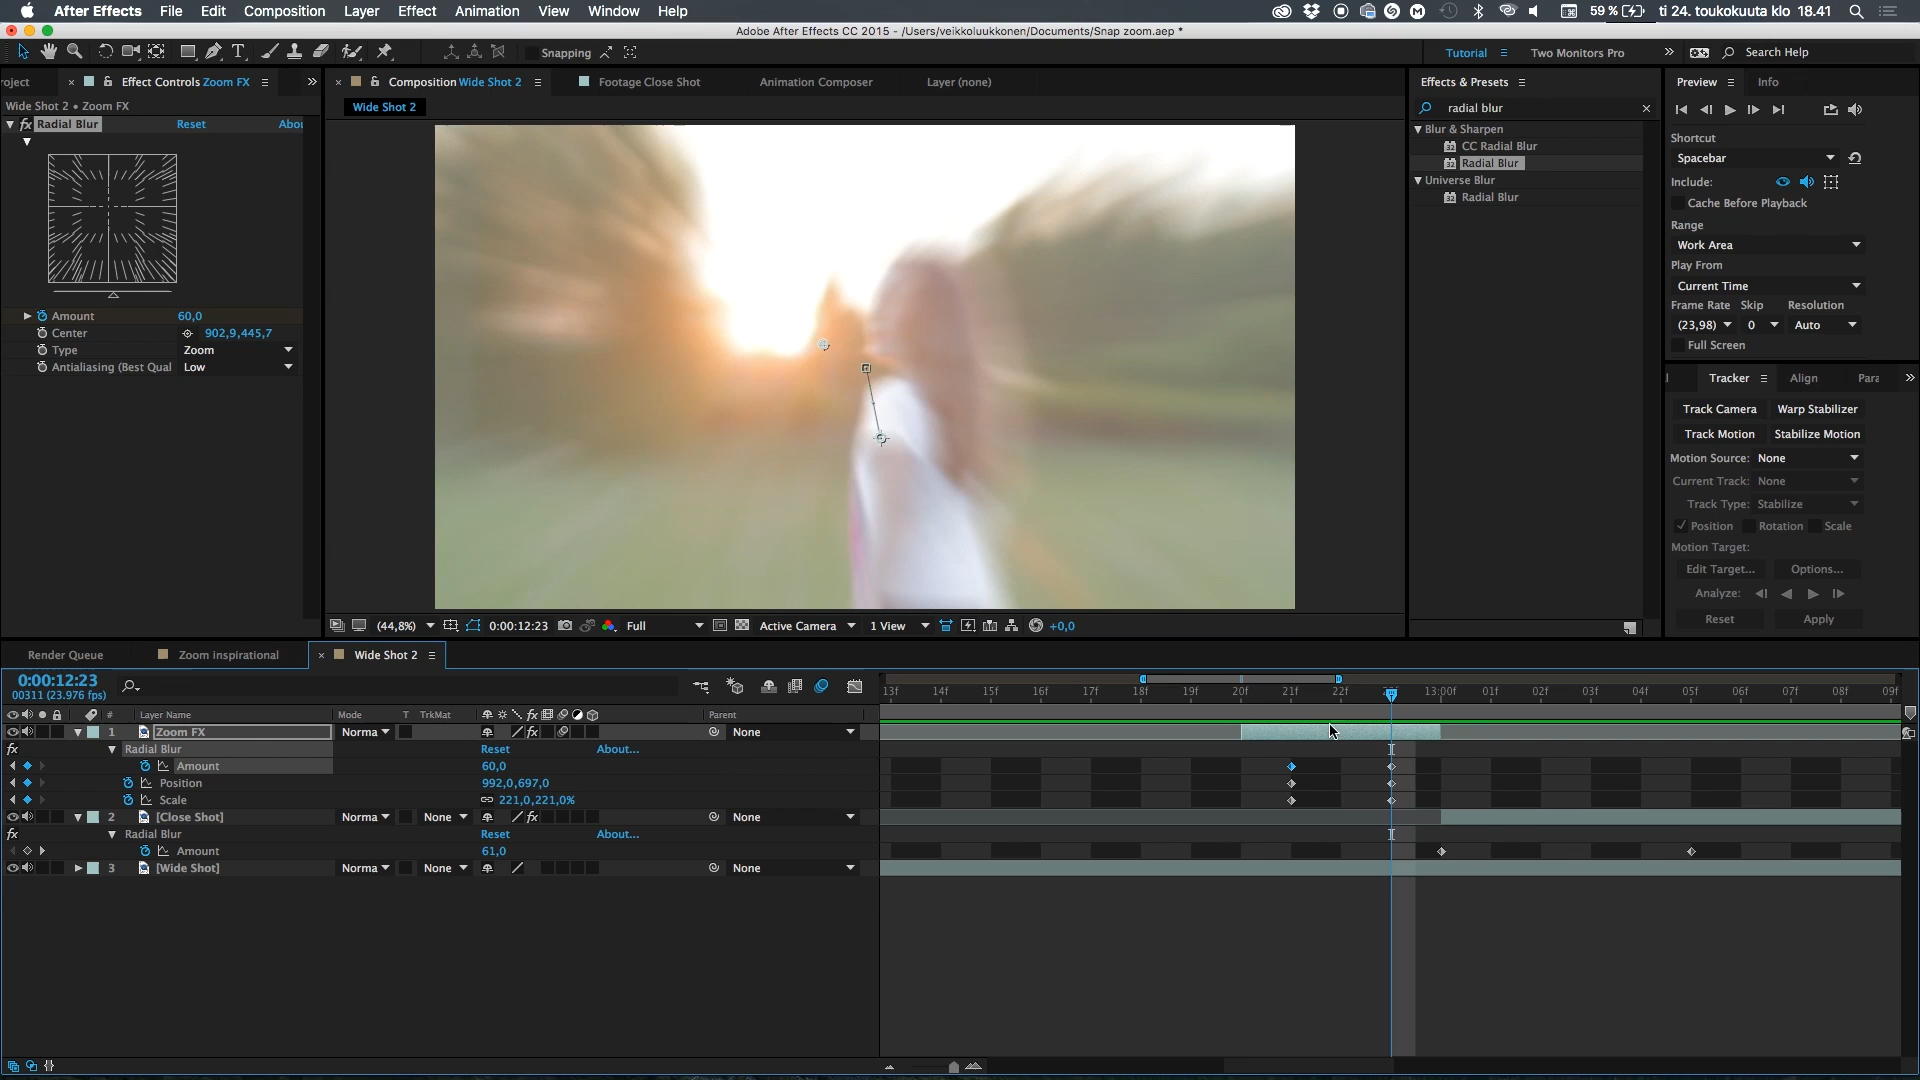 After Effects File Edit Composition Layer Effect Animation View Window Help 59 % ti 24. toukokuuta klo 18.41
Adobe After Effects CC 2015 - /Users/veikkoluukkonen/Documents/Snap zoom.aep *
Snapping Tutorial Two Monitors Pro Search Help
roject Effect Controls Zoom FX Composition Wide Shot 2 Footage Close Shot Animation Composer Layer (none) Effects & Presets Preview Info
Wide Shot 2 • Zoom FX Wide Shot 2 radial blur
fx Radial Blur Reset Abou Blur & Sharpen
Shortcut
CC Radial Blur
Spacebar
Radial Blur
Universe Blur Include:
Radial Blur Cache Before Playback
Range
Work Area
Play From
Current Time
Frame Rate Skip Resolution
Amount 60,0 (23,98) 0 Auto
Center 902,9,445,7 Full Screen
Type Zoom
Antialiasing (Best Qual Low
Tracker Align Para
Track Camera Warp Stabilizer
Track Motion Stabilize Motion
Motion Source: None
Current Track: None
Track Type: Stabilize
Position Rotation Scale
Motion Target:
Edit Target... Options...
Analyze:
Reset Apply
(44,8%) 0:00:12:23 Full Active Camera 1 View +0,0
Render Queue Zoom inspirational Wide Shot 2
0:00:12:23
00311 (23.976 fps) 13f 14f 15f 16f 17f 18f 19f 20f 21f 22f 13:00f 01f 02f 03f 04f 05f 06f 07f 08f 09f
# Layer Name Mode T TrkMat fx Parent
1 Zoom FX Norma fx None
fx Radial Blur Reset About...
Amount 60,0
Position 992,0,697,0
Scale 221,0,221,0%
2 [Close Shot] Norma None fx None
fx Radial Blur Reset About...
Amount 61,0
3 [Wide Shot] Norma None None